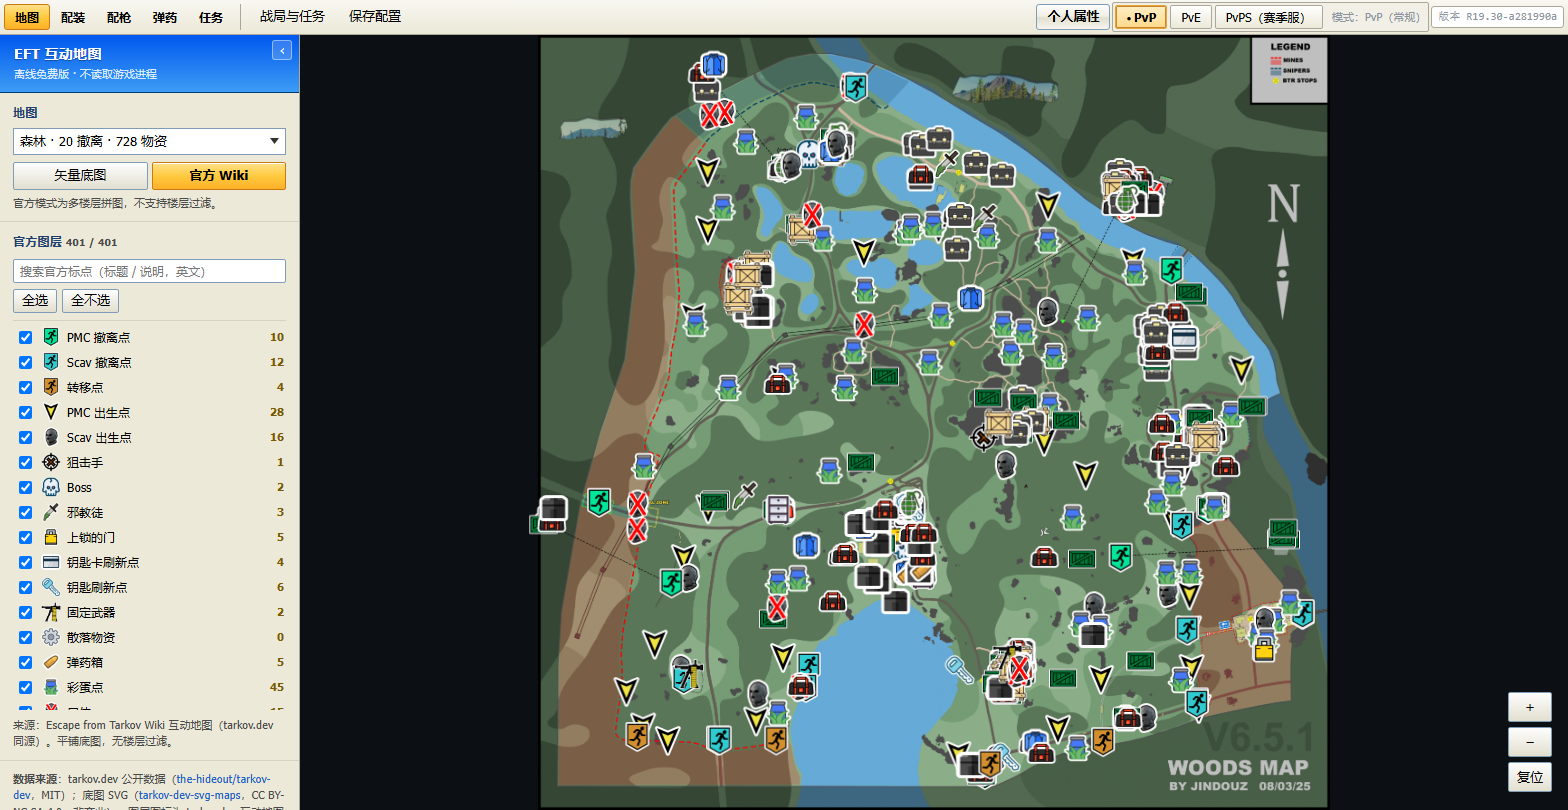 地图 配装 配枪 弹药 任务 战局与任务 保存配置 个人属性 • PvP PvE PvPS（赛季服） 模式：PvP（常规） 版本 R19.30-a281990a
EFT 互动地图
离线免费版 · 不读取游戏进程
地图
森林 · 20 撤离 · 728 物资
矢量底图 官方 Wiki
官方模式为多楼层拼图，不支持楼层过滤。
官方图层 401 / 401
搜索官方标点（标题 / 说明，英文）
全选 全不选
PMC 撤离点 10
Scav 撤离点 12
转移点 4
PMC 出生点 28
Scav 出生点 16
狙击手 1
Boss 2
邪教徒 3
上锁的门 5
钥匙卡刷新点 4
钥匙刷新点 6
固定武器 2
散落物资 0
弹药箱 5
彩蛋点 45
来源：Escape from Tarkov Wiki 互动地图（tarkov.dev
同源）。平铺底图，无楼层过滤。
数据来源：tarkov.dev 公开数据（the-hideout/tarkov-
dev，MIT）；底图 SVG（tarkov-dev-svg-maps，CC BY-
LEGEND
MINES
SNIPERS
BTR STOPS
N
V6.5.1
WOODS MAP
BY JINDOUZ 08/03/25
+
−
复位